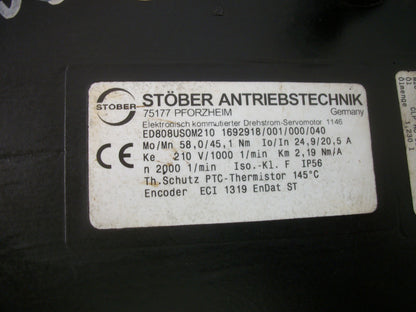 STÖBER
STÖBER ANTRIEBSTECHNIK
75177 PFORZHEIM Germany
Elektronisch kommutierter Drehstrom-Servomotor 1146
ED808USOM210 1692918/001/000/040
Mo/Mn 58,0/45,1 Nm Io/In 24,9/20,5 A
Ke 210 V/1000 1/min Km 2,19 Nm/A
n 2000 1/min Iso.-Kl. F IP56
Th.Schutz PTC-Thermistor 145°C
Encoder ECI 1319 EnDat ST
CE
Ölmenge